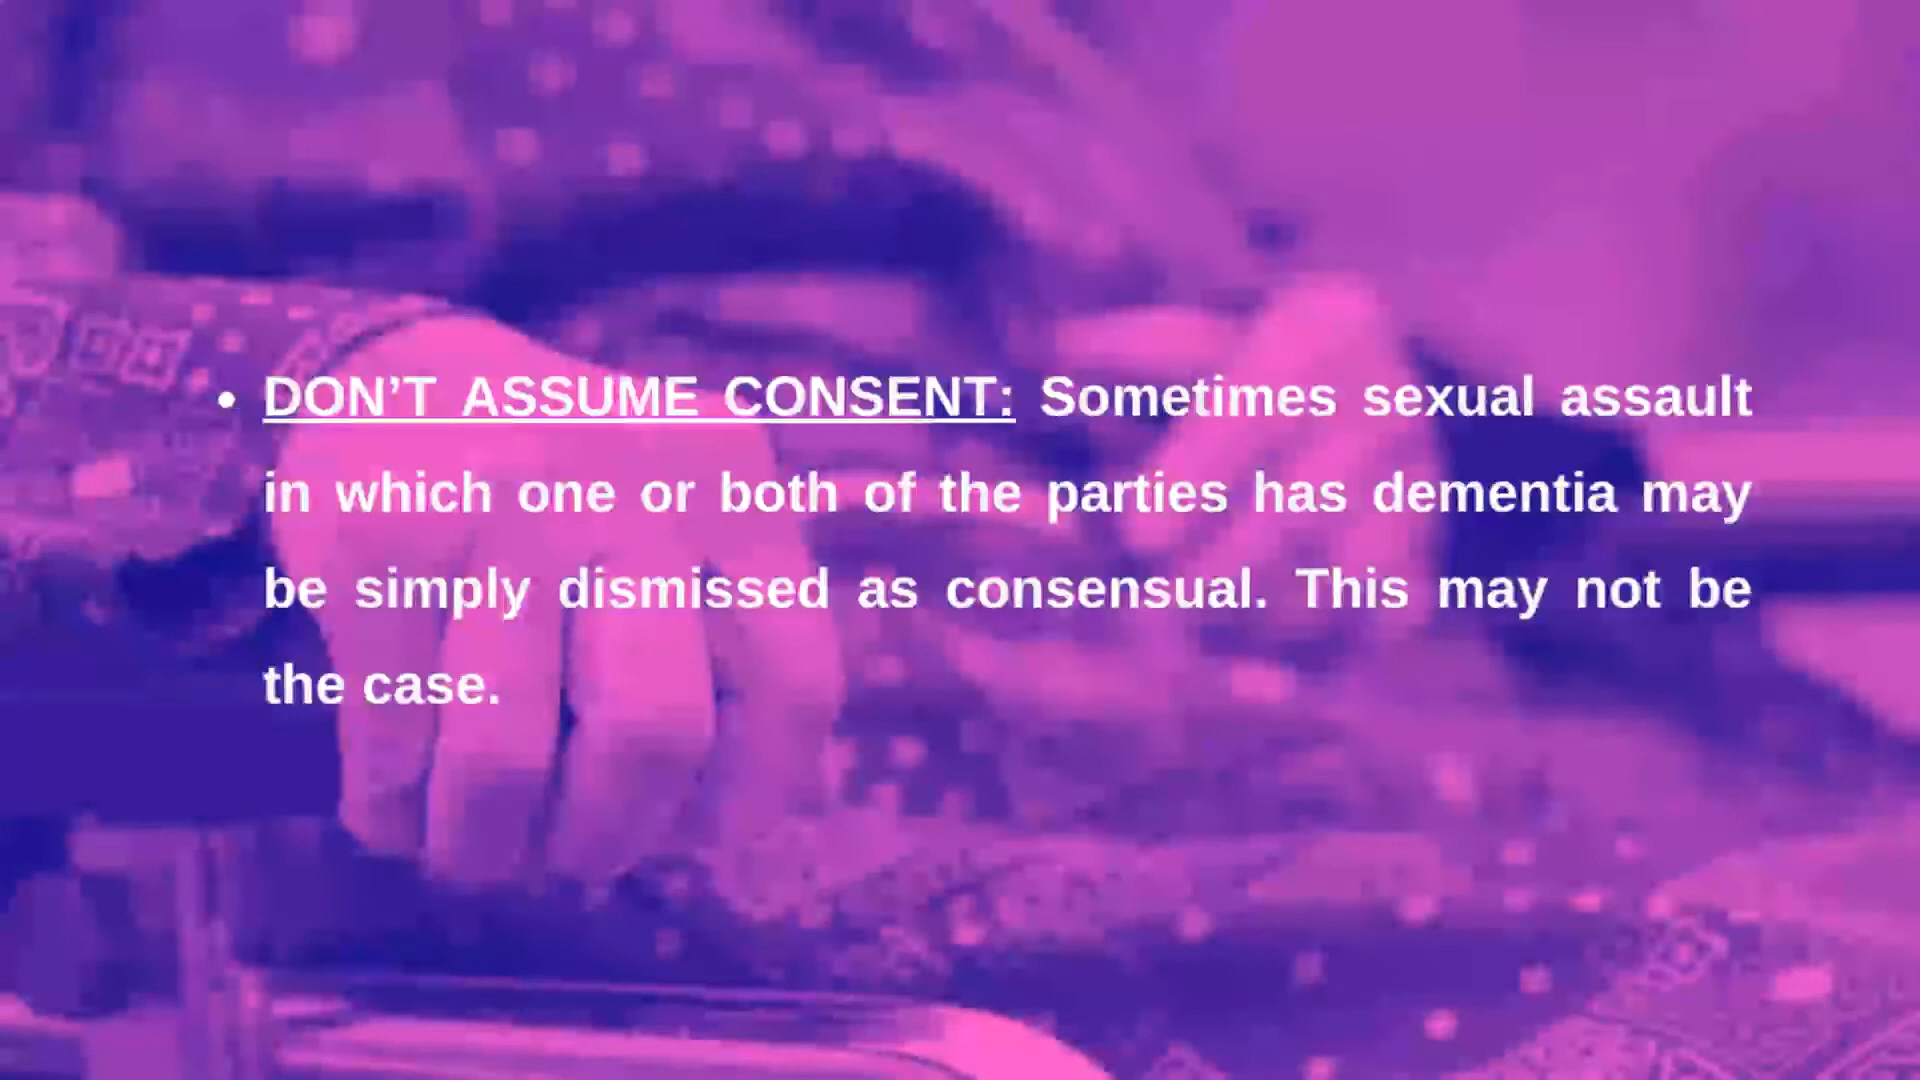 • DON’T ASSUME CONSENT: Sometimes sexual assault
in which one or both of the parties has dementia may
be simply dismissed as consensual. This may not be
the case.